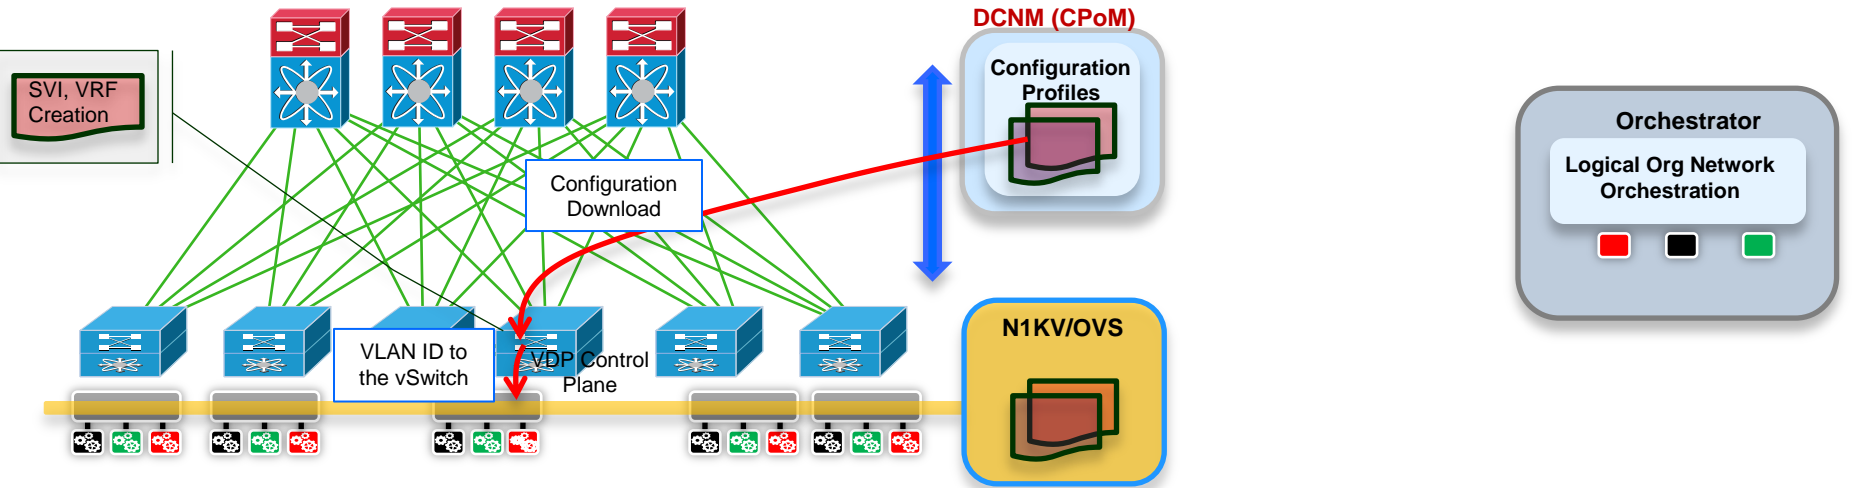 DCNM (CPoM)
Configuration
Profiles
SVI, VRF
Creation
Orchestrator
Logical Org Network
Orchestration
Configuration
Download
N1KV/OVS
VLAN ID to
the vSwitch
VDP Control
Plane